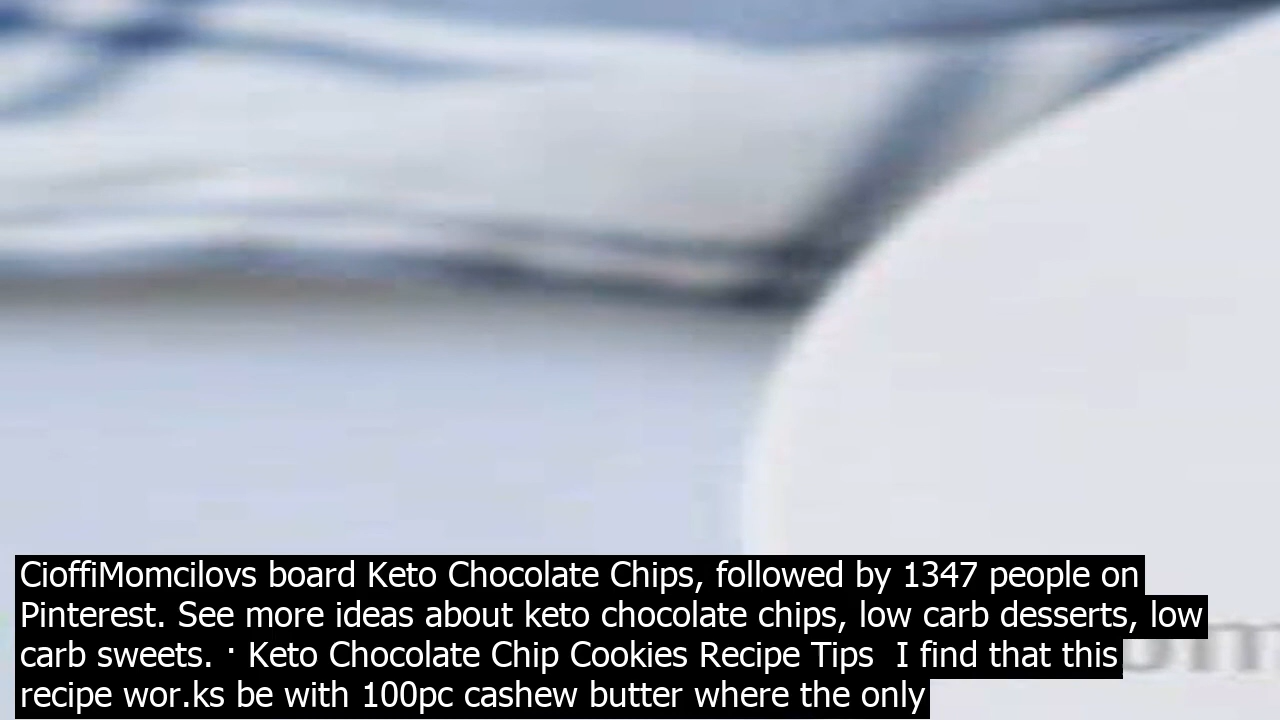 CioffiMomcilovs board Keto Chocolate Chips, followed by 1347 people on
Pinterest. See more ideas about keto chocolate chips, low carb desserts, low
carb sweets. · Keto Chocolate Chip Cookies Recipe Tips  I find that this
recipe wor.ks be with 100pc cashew butter where the only